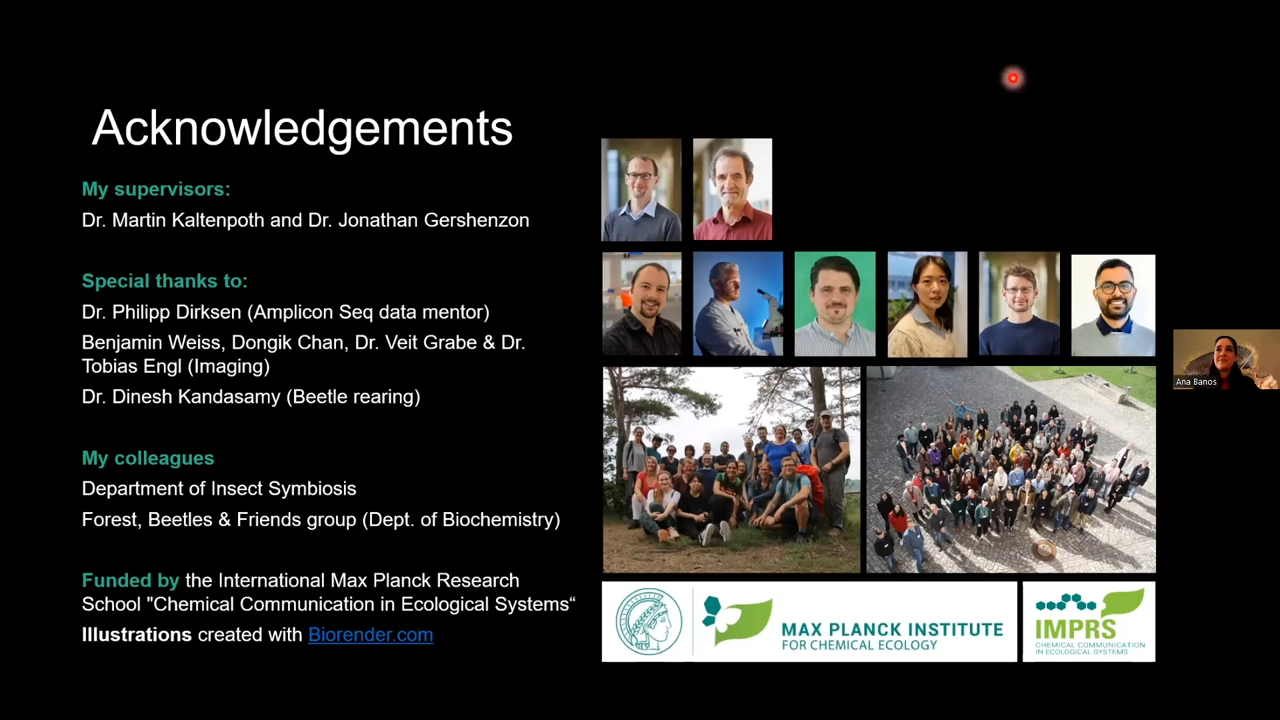 Acknowledgements
My supervisors:
Dr. Martin Kaltenpoth and Dr. Jonathan Gershenzon
Special thanks to:
Dr. Philipp Dirksen (Amplicon Seq data mentor)
Benjamin Weiss, Dongik Chan, Dr. Veit Grabe & Dr.
Tobias Engl (Imaging)
Dr. Dinesh Kandasamy (Beetle rearing)
My colleagues
Department of Insect Symbiosis
Forest, Beetles & Friends group (Dept. of Biochemistry)
Funded by the International Max Planck Research
School "Chemical Communication in Ecological Systems“
Illustrations created with Biorender.com
MAX PLANCK INSTITUTE
FOR CHEMICAL ECOLOGY
IMPRS
CHEMICAL COMMUNICATION
IN ECOLOGICAL SYSTEMS
Ana Banos